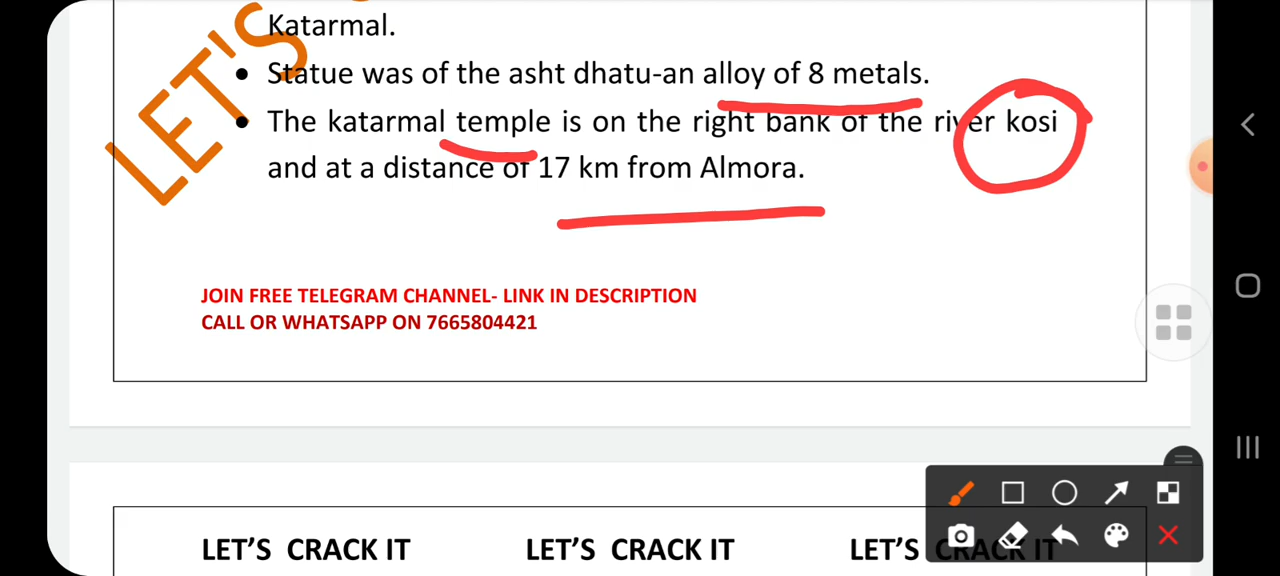 Katarmal.
LET'S
• Statue was of the asht dhatu-an alloy of 8 metals.
• The katarmal temple is on the right bank of the river kosi
and at a distance of 17 km from Almora.
JOIN FREE TELEGRAM CHANNEL- LINK IN DESCRIPTION
CALL OR WHATSAPP ON 7665804421
LET'S CRACK IT LET'S CRACK IT LET'S CRACK IT